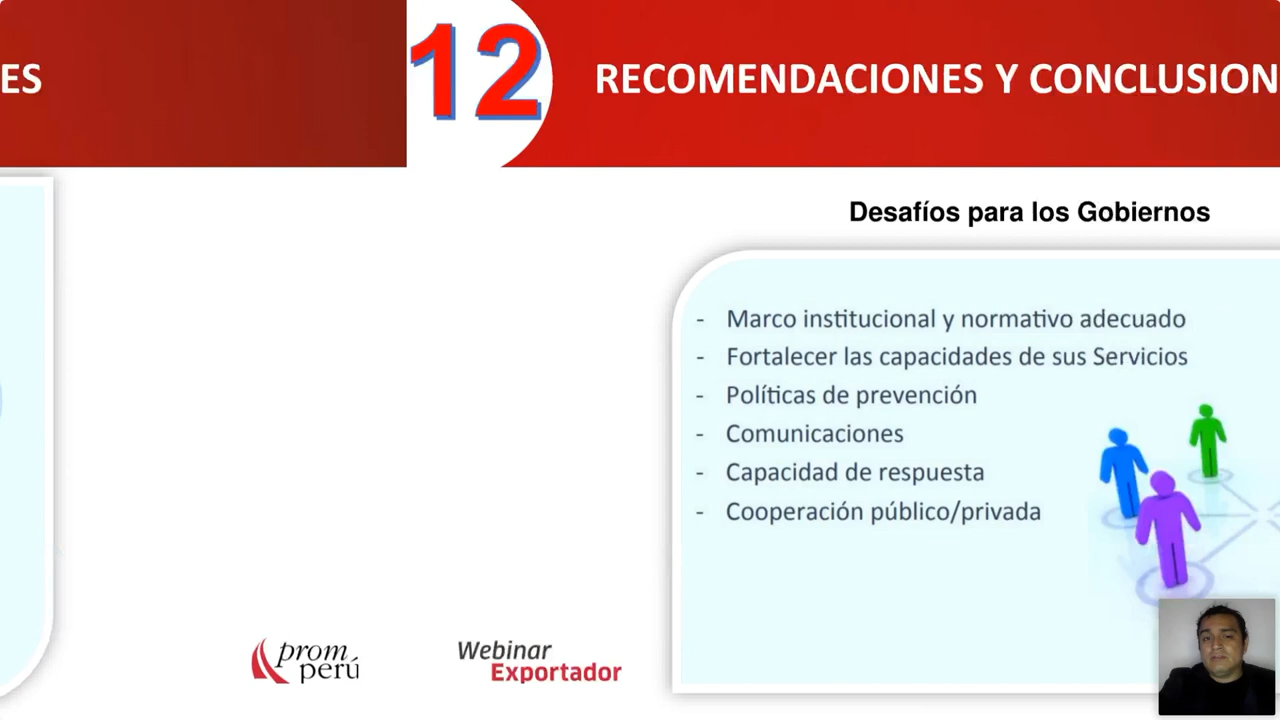 ES
12
RECOMENDACIONES Y CONCLUSION
Desafíos para los Gobiernos
- Marco institucional y normativo adecuado
- Fortalecer las capacidades de sus Servicios
- Políticas de prevención
- Comunicaciones
- Capacidad de respuesta
- Cooperación público/privada
prom
perú
Webinar
Exportador